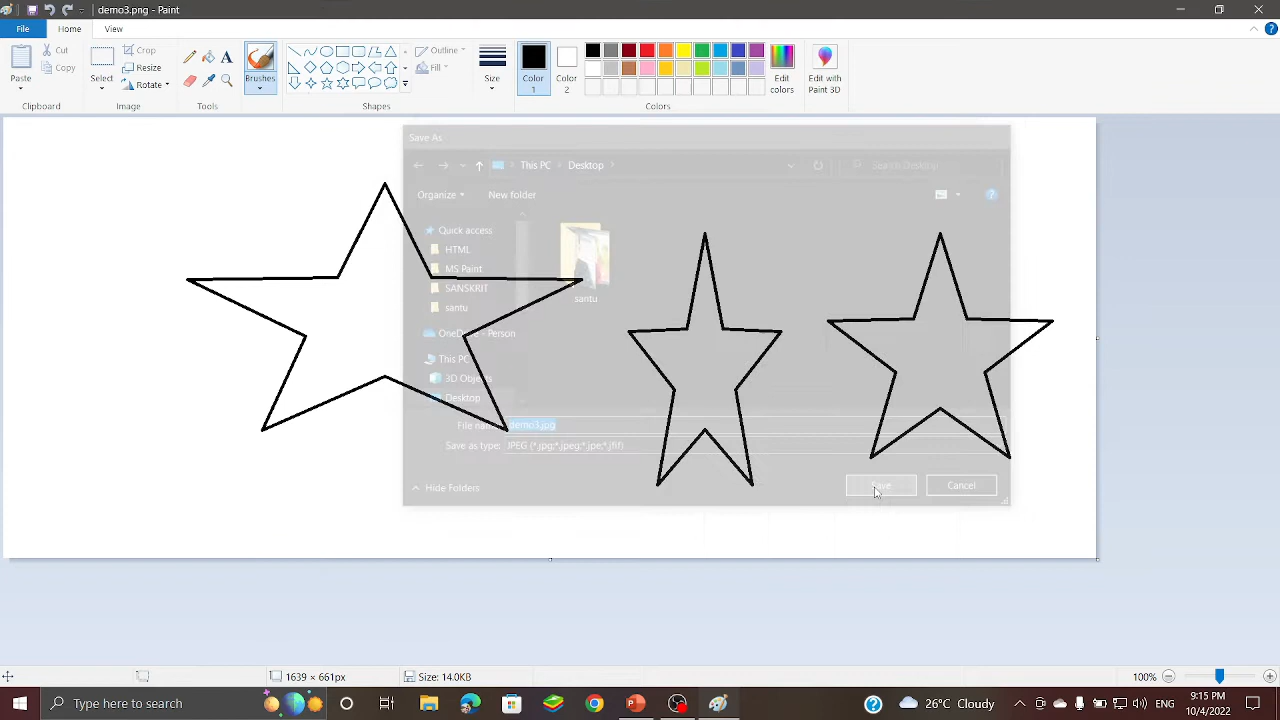 demo3.png - Paint
File Home View
Paste Cut Copy
Clipboard
Select Crop Resize Rotate
Image
Tools
Brushes
Outline Fill
Shapes
Size
Color 1
Color 2
Colors
Edit colors
Edit with Paint 3D
Save As
This PC Desktop
Search Desktop
Organize New folder
Quick access
HTML
MS Paint
SANSKRIT
santu
OneDrive - Person
This PC
3D Objects
Desktop
santu
File name: demo3.jpg
Save as type: JPEG (*.jpg;*.jpeg;*.jpe;*.jfif)
Hide Folders
Save Cancel
1639 × 661px Size: 14.0KB 100%
Type here to search
26°C Cloudy
ENG
9:15 PM
10/4/2022